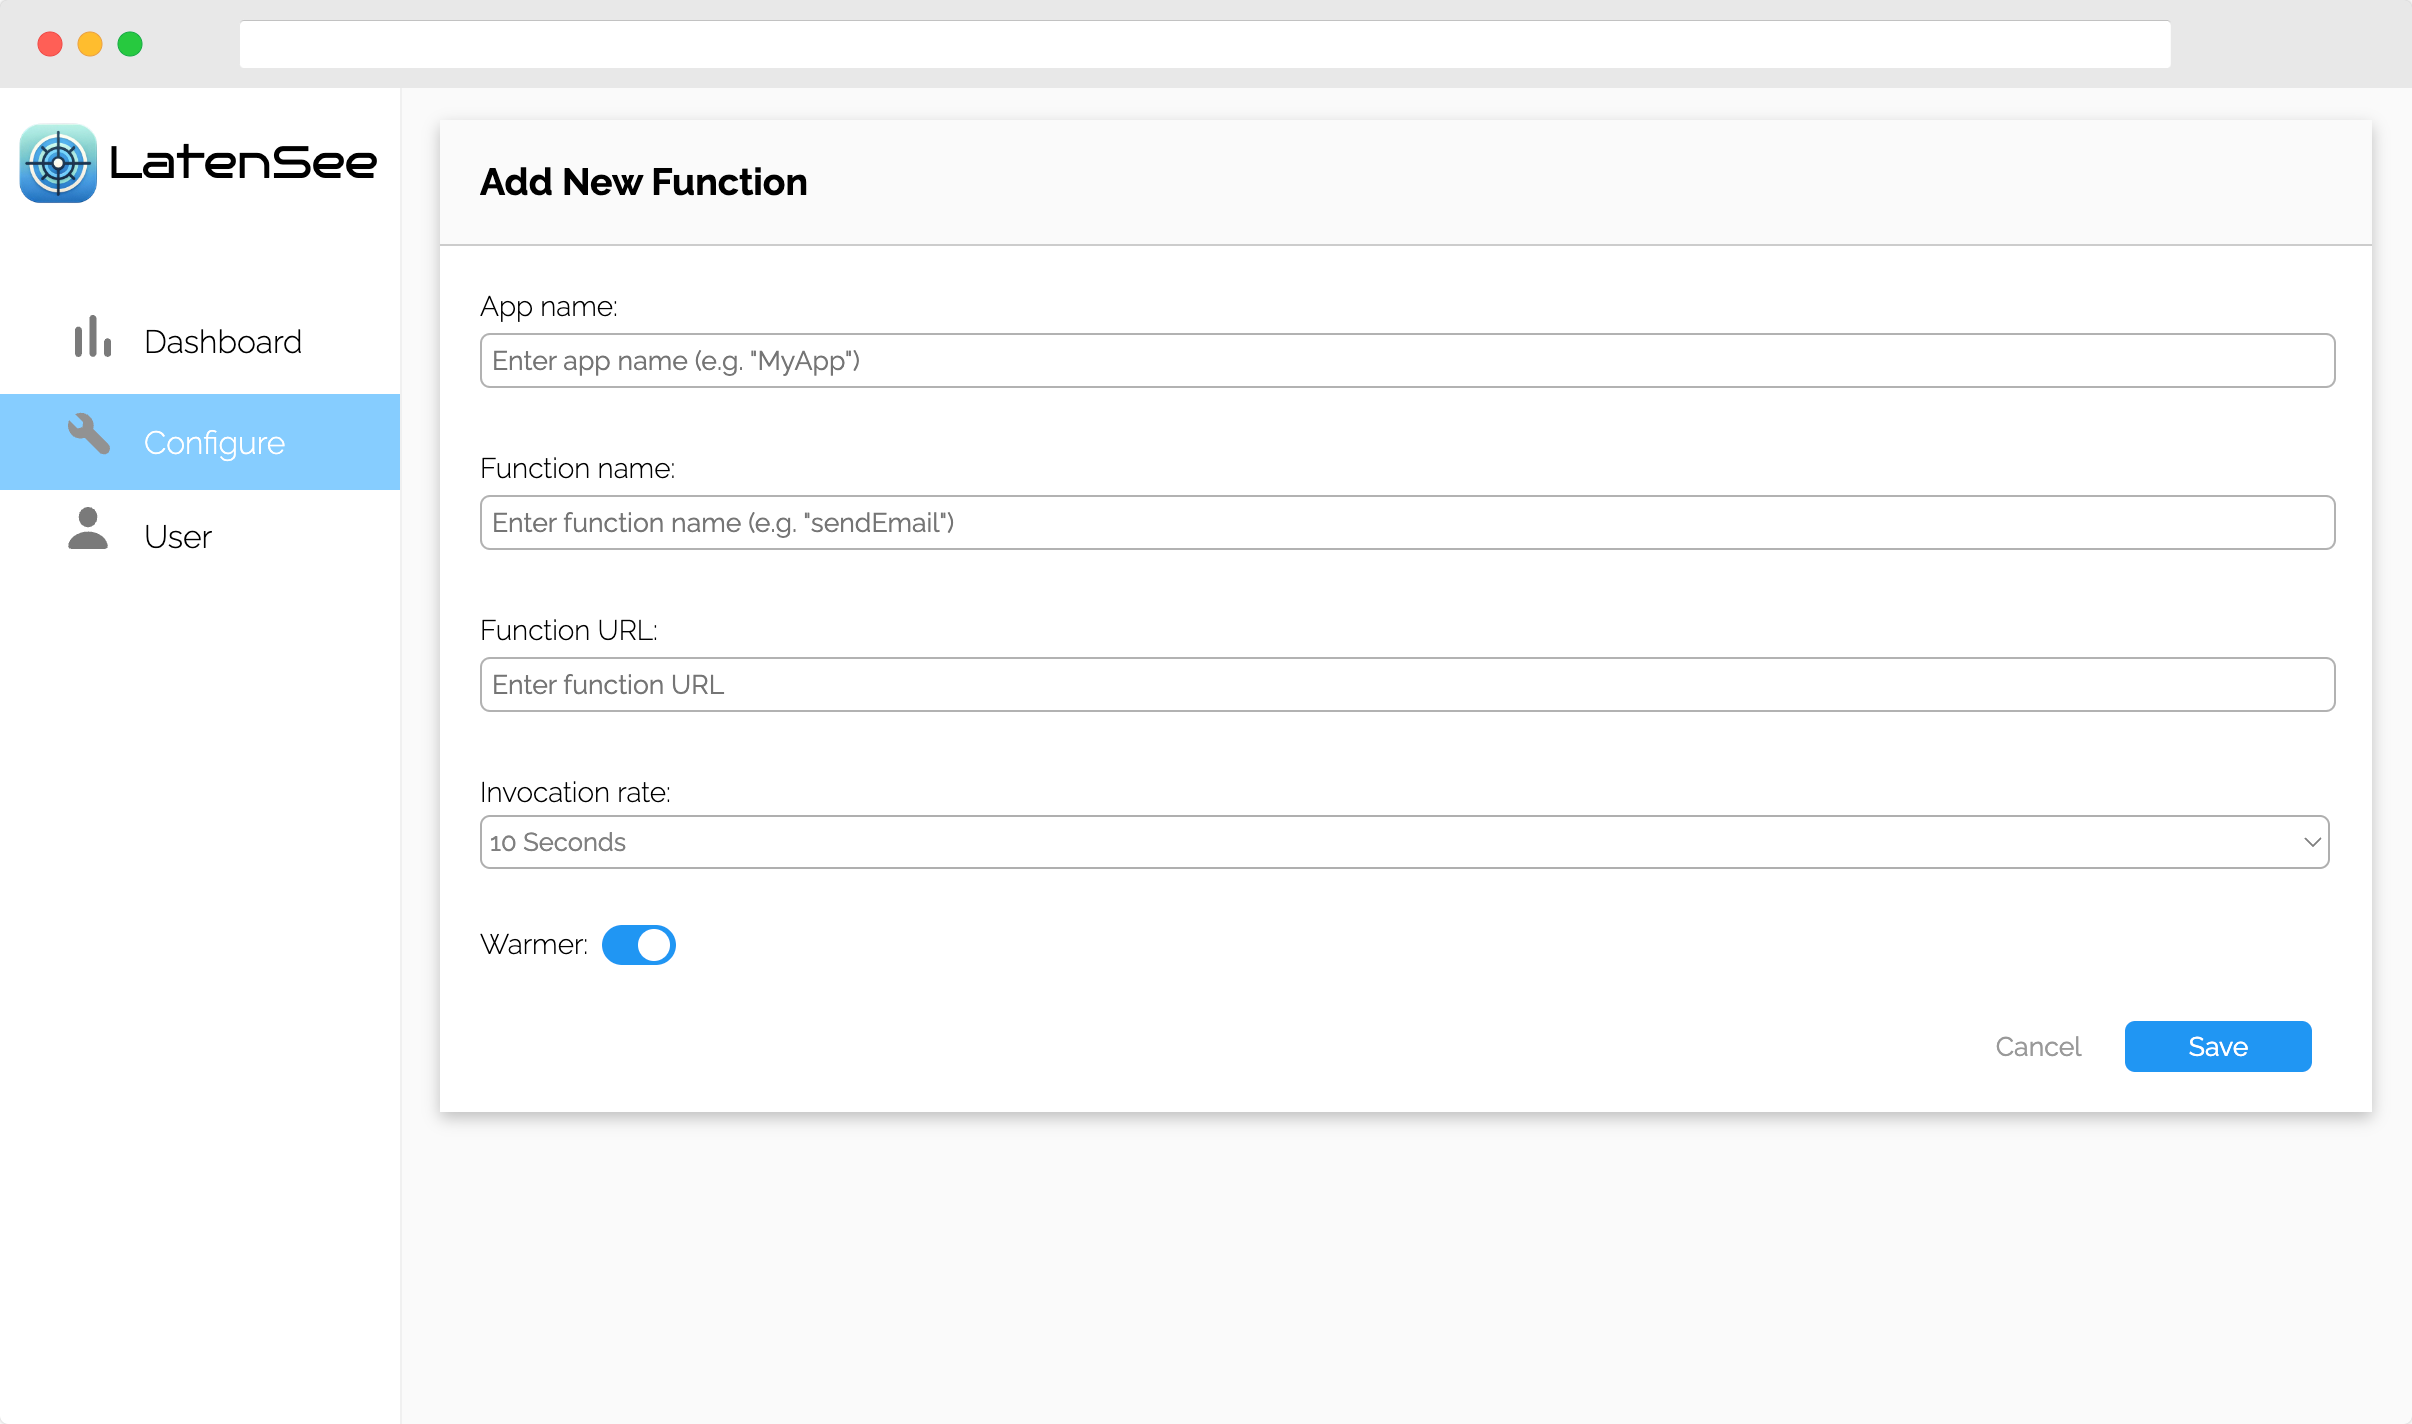 LatenSee
Dashboard
Configure
User
Add New Function
App name:
Enter app name (e.g. "MyApp")
Function name:
Enter function name (e.g. "sendEmail")
Function URL:
Enter function URL
Invocation rate:
10 Seconds
Warmer:
Cancel
Save